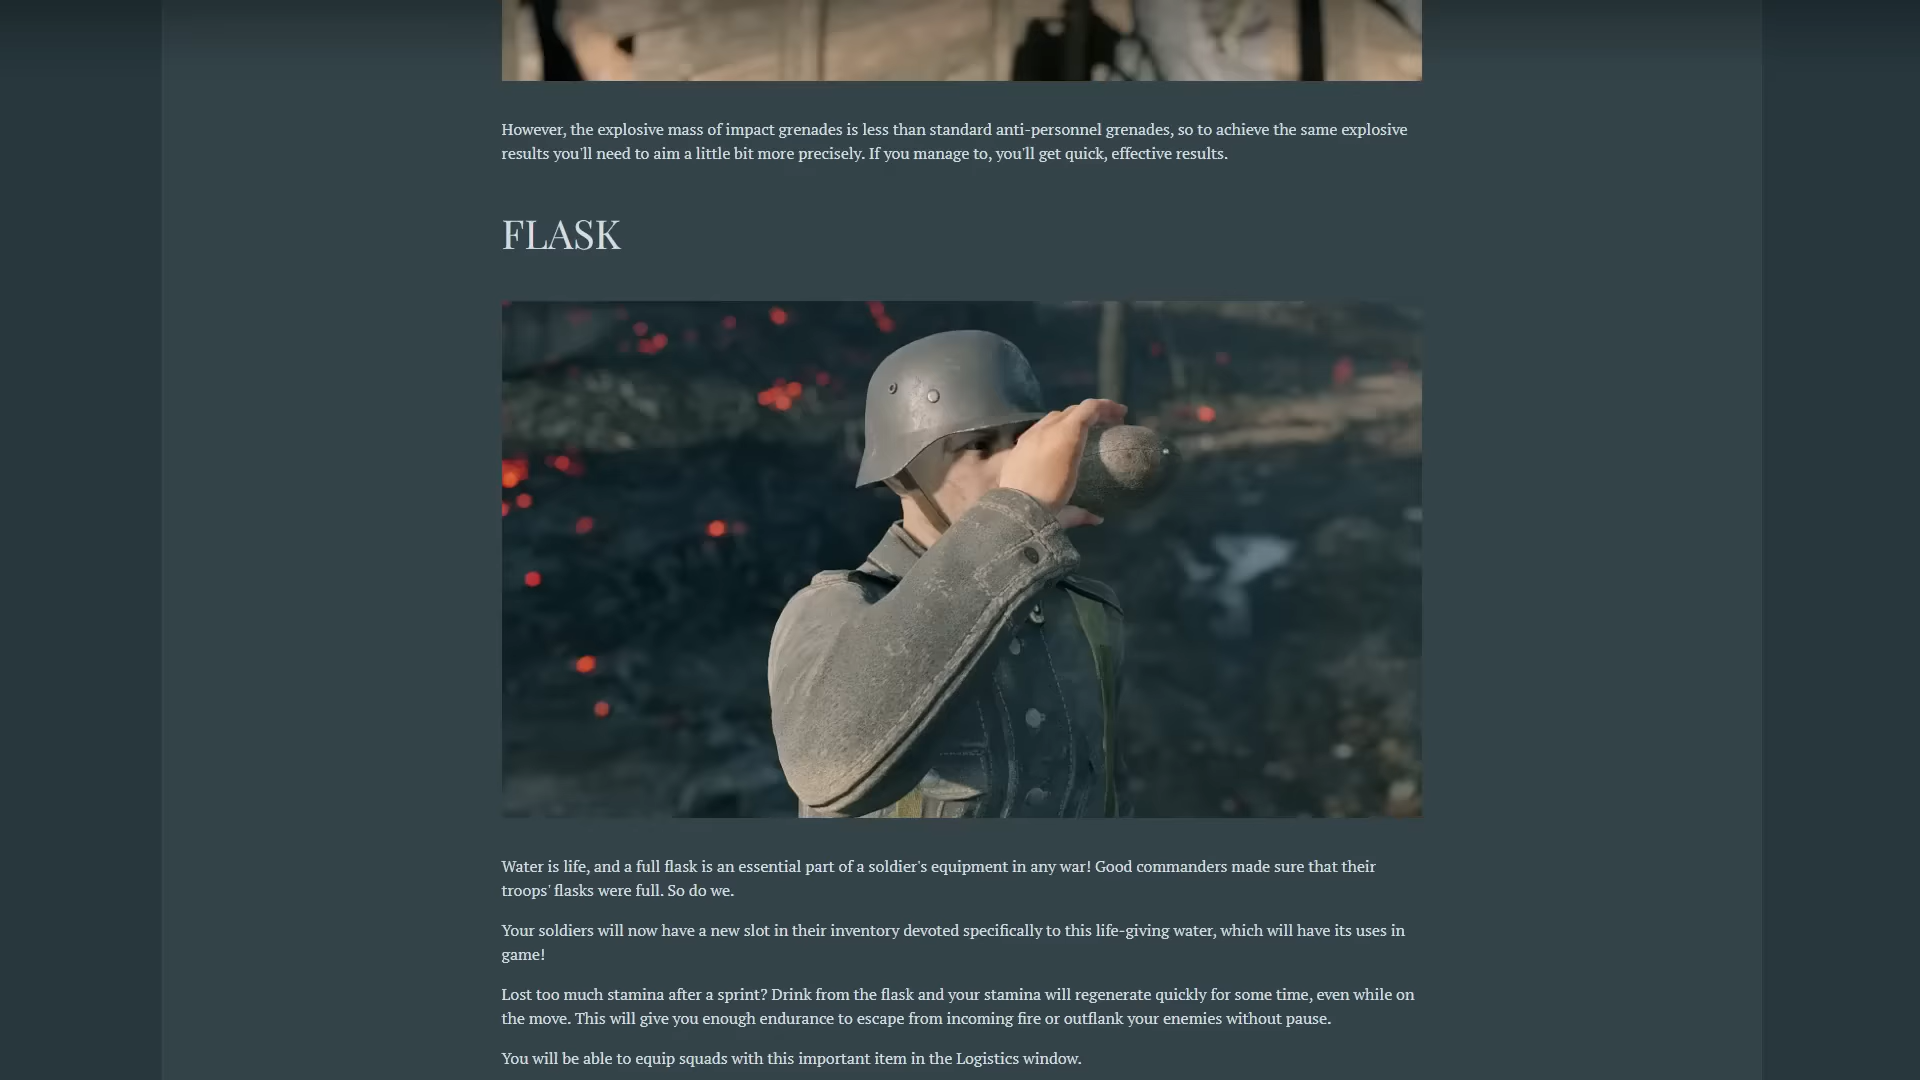 However, the explosive mass of impact grenades is less than standard anti-personnel grenades, so to achieve the same explosive
results you'll need to aim a little bit more precisely. If you manage to, you'll get quick, effective results.
FLASK
Water is life, and a full flask is an essential part of a soldier's equipment in any war! Good commanders made sure that their
troops' flasks were full. So do we.
Your soldiers will now have a new slot in their inventory devoted specifically to this life-giving water, which will have its uses in
game!
Lost too much stamina after a sprint? Drink from the flask and your stamina will regenerate quickly for some time, even while on
the move. This will give you enough endurance to escape from incoming fire or outflank your enemies without pause.
You will be able to equip squads with this important item in the Logistics window.